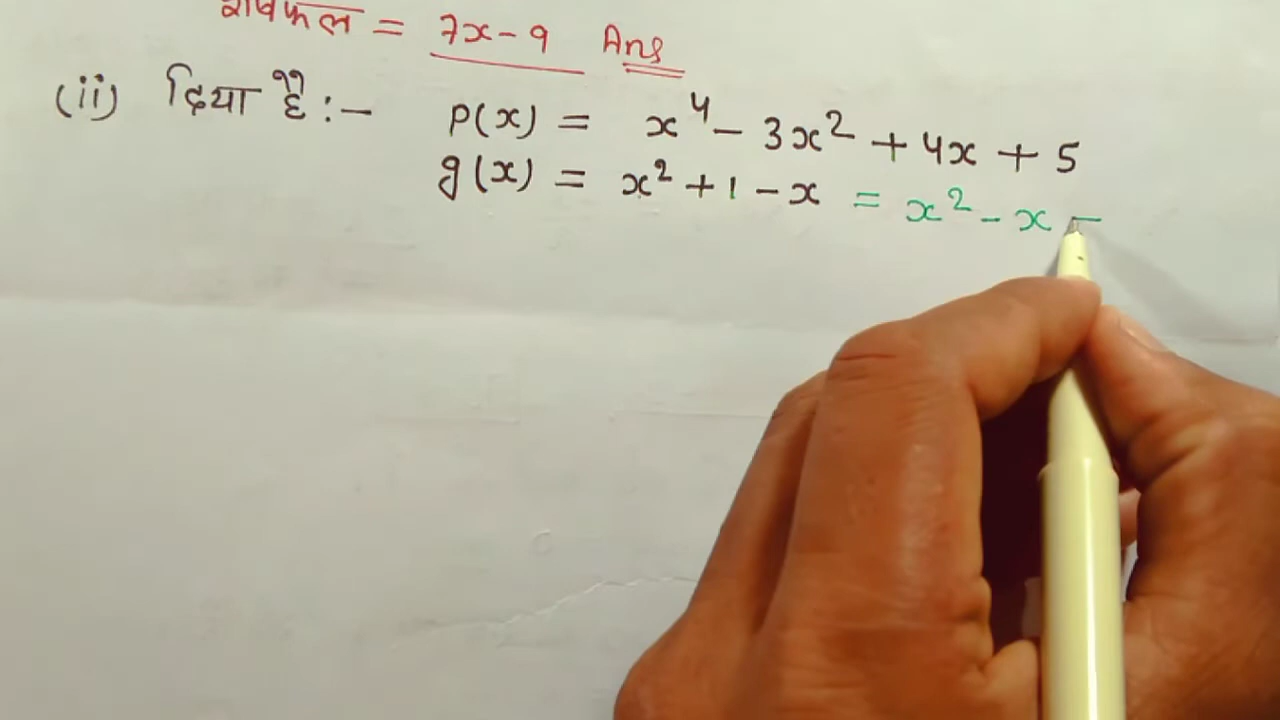 शेषफल = 7x - 9 Ans
(ii) दिया है :- p(x) = x⁴ - 3x² + 4x + 5
g(x) = x² + 1 - x = x² - x -